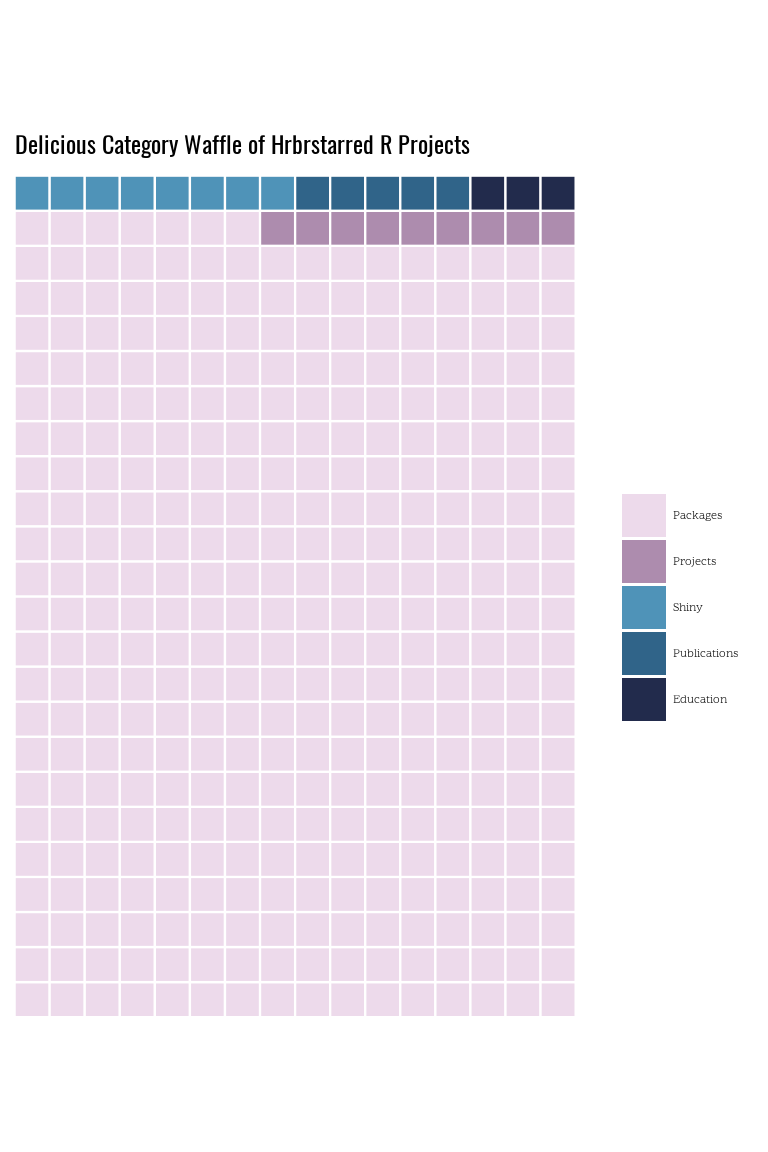 Delicious Category Waffle of Hrbrstarred R Projects
Packages
Projects
Shiny
Publications
Education